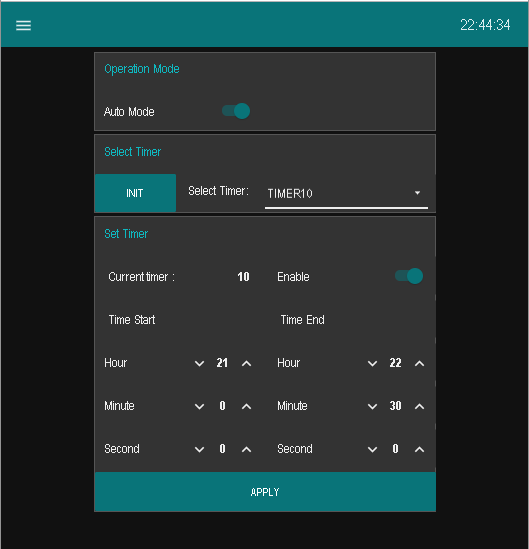 22:44:34
Operation Mode
Auto Mode
Select Timer
INIT Select Timer: TIMER10
Set Timer
Current timer : 10 Enable
Time Start Time End
Hour 21 Hour 22
Minute 0 Minute 30
Second 0 Second 0
APPLY